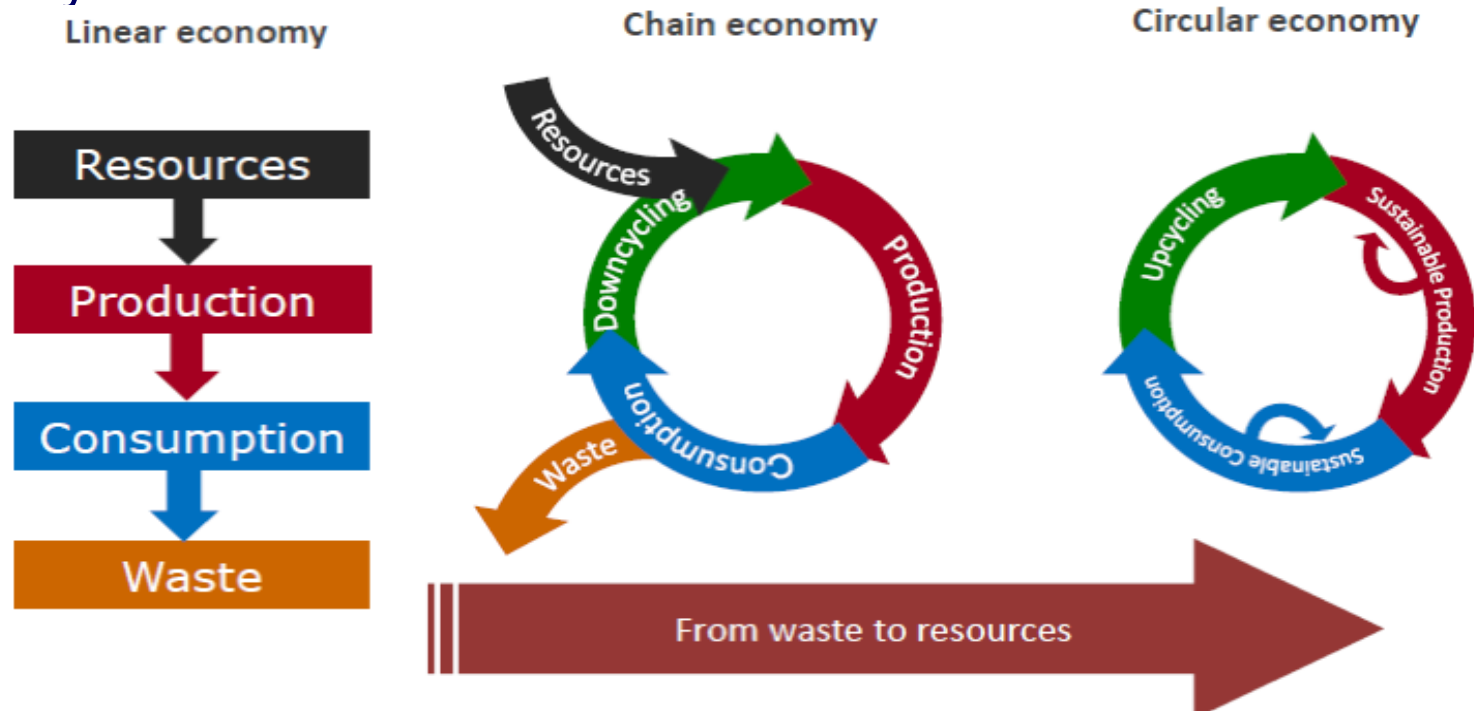 Linear economy
Chain economy
Circular economy
Resources
Production
Consumption
Waste
Resources
Downcycling
Production
Consumption
Waste
Upcycling
Sustainable Production
Sustainable Consumption
From waste to resources